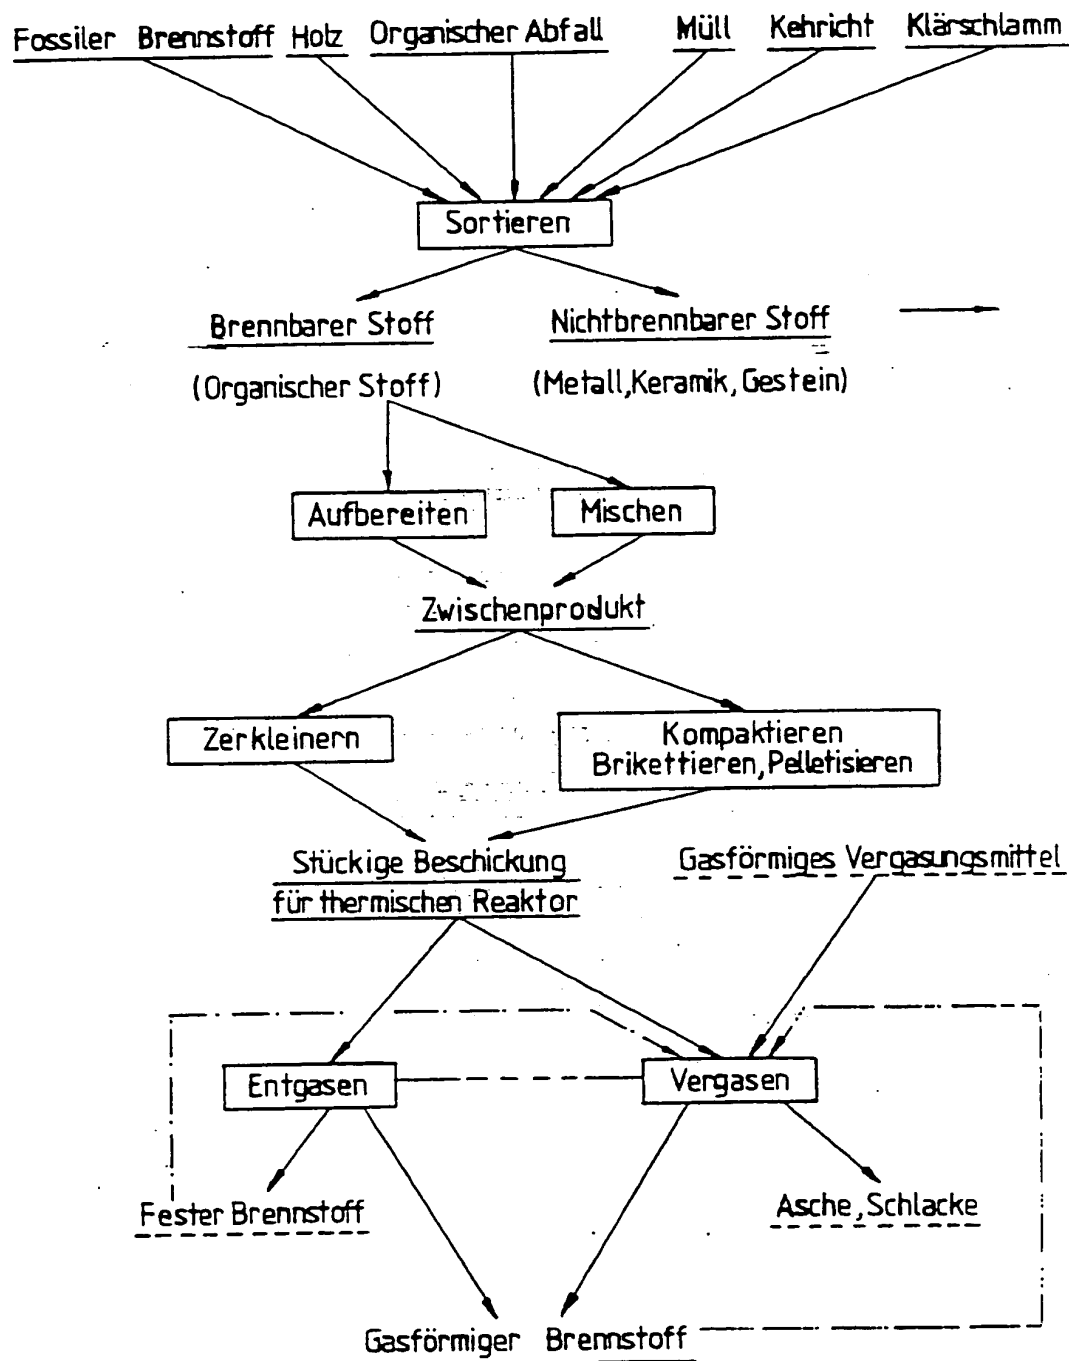 Fossiler Brennstoff Holz Organischer Abfall Müll Kehricht Klärschlamm
Sortieren
Brennbarer Stoff Nichtbrennbarer Stoff
(Organischer Stoff) (Metall, Keramik, Gestein)
Aufbereiten Mischen
Zwischenprodukt
Zerkleinern
Kompaktieren
Brikettieren, Pelletisieren
Stückige Beschickung
für thermischen Reaktor
Gasförmiges Vergasungsmittel
Entgasen Vergasen
Fester Brennstoff Asche, Schlacke
Gasförmiger Brennstoff